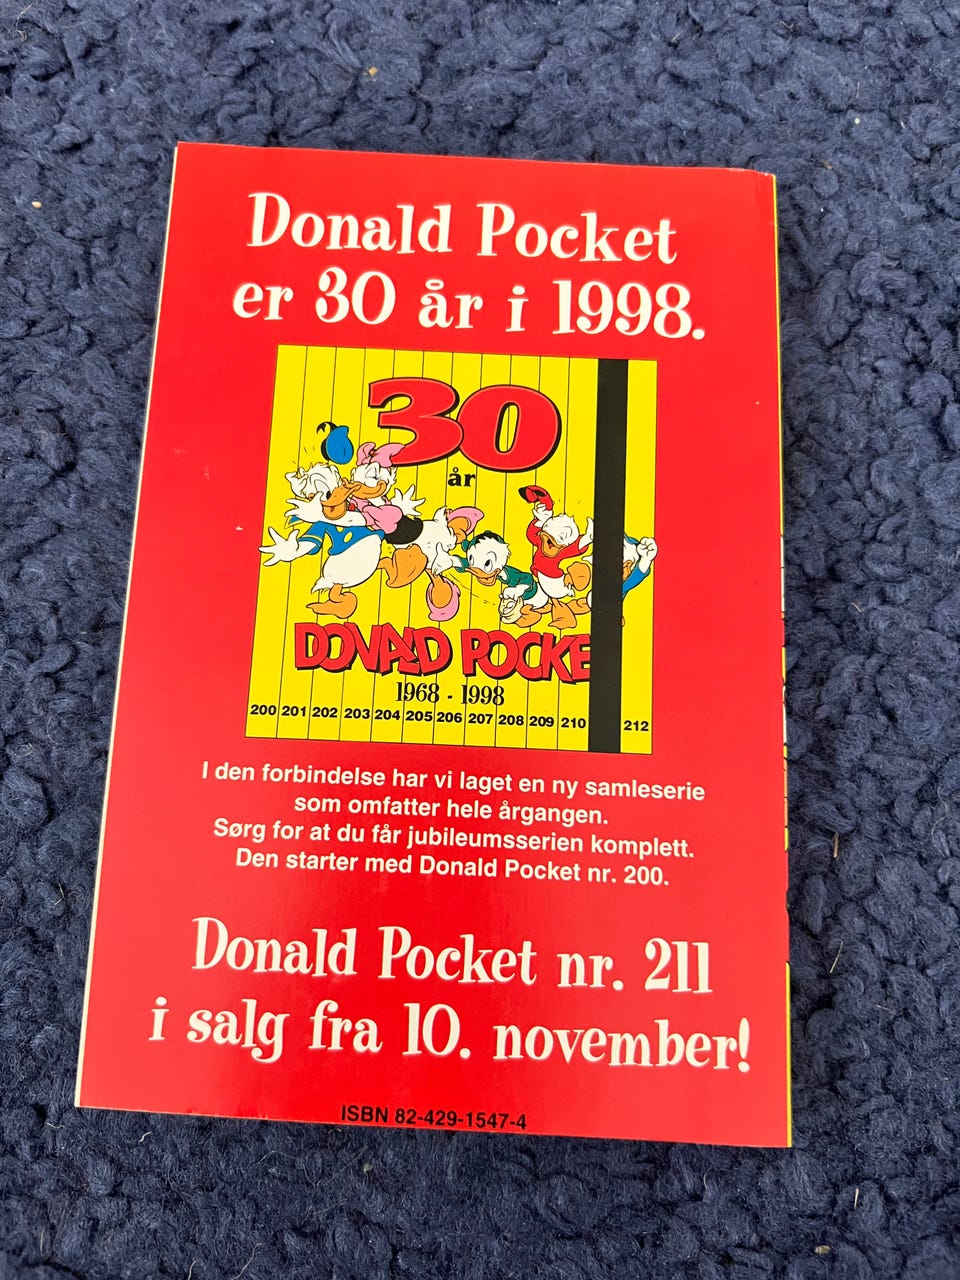 Donald Pocket
er 30 år i 1998.
30
år
DONALD POCKE
1968 - 1998
200 201 202 203 204 205 206 207 208 209 210 212
I den forbindelse har vi laget en ny samleserie
som omfatter hele årgangen.
Sørg for at du får jubileumsserien komplett.
Den starter med Donald Pocket nr. 200.
Donald Pocket nr. 211
i salg fra 10. november!
ISBN 82-429-1547-4